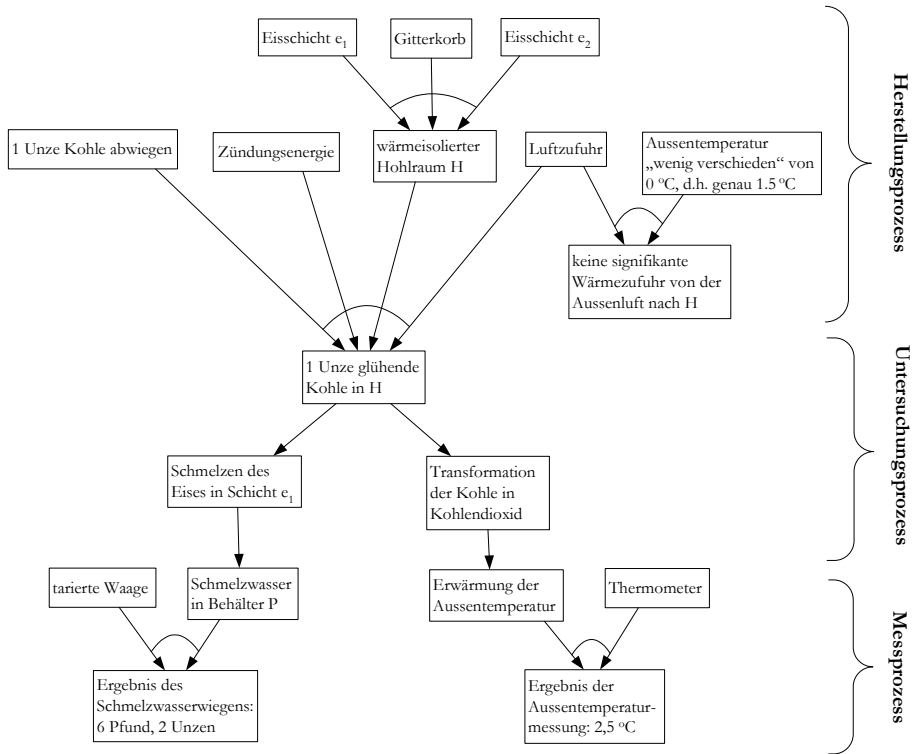 Eisschicht e₁
Gitterkorb
Eisschicht e₂
1 Unze Kohle abwiegen
Zündungsenergie
wärmeisolierter
Hohlraum H
Luftzufuhr
Aussentemperatur
„wenig verschieden“ von
0 °C, d.h. genau 1.5 °C
keine signifikante
Wärmezufuhr von der
Aussenluft nach H
Herstellungsprozess
1 Unze glühende
Kohle in H
Schmelzen des
Eises in Schicht e₁
Transformation
der Kohle in
Kohlendioxid
Untersuchungsprozess
tarierte Waage
Schmelzwasser
in Behälter P
Erwärmung der
Aussentemperatur
Thermometer
Ergebnis des
Schmelzwasserwiegens:
6 Pfund, 2 Unzen
Ergebnis der
Aussentemperatur-
messung: 2,5 °C
Messprozess